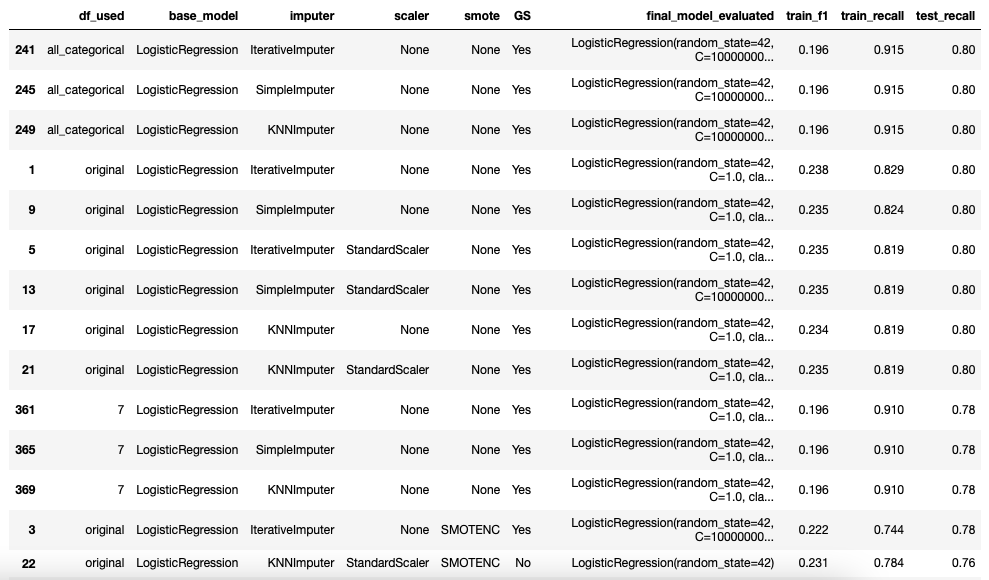 df_used base_model imputer scaler smote GS final_model_evaluated train_f1 train_recall test_recall
241 all_categorical LogisticRegression IterativeImputer None None Yes LogisticRegression(random_state=42, 0.196 0.915 0.80
C=10000000...
245 all_categorical LogisticRegression SimpleImputer None None Yes LogisticRegression(random_state=42, 0.196 0.915 0.80
C=10000000...
249 all_categorical LogisticRegression KNNImputer None None Yes LogisticRegression(random_state=42, 0.196 0.915 0.80
C=10000000...
1 original LogisticRegression IterativeImputer None None Yes LogisticRegression(random_state=42, 0.238 0.829 0.80
C=1.0, cla...
9 original LogisticRegression SimpleImputer None None Yes LogisticRegression(random_state=42, 0.235 0.824 0.80
C=1.0, cla...
5 original LogisticRegression IterativeImputer StandardScaler None Yes LogisticRegression(random_state=42, 0.235 0.819 0.80
C=1.0, cla...
13 original LogisticRegression SimpleImputer StandardScaler None Yes LogisticRegression(random_state=42, 0.235 0.819 0.80
C=10000000...
17 original LogisticRegression KNNImputer None None Yes LogisticRegression(random_state=42, 0.234 0.819 0.80
C=1.0, cla...
21 original LogisticRegression KNNImputer StandardScaler None Yes LogisticRegression(random_state=42, 0.235 0.819 0.80
C=1.0, cla...
361 7 LogisticRegression IterativeImputer None None Yes LogisticRegression(random_state=42, 0.196 0.910 0.78
C=1.0, cla...
365 7 LogisticRegression SimpleImputer None None Yes LogisticRegression(random_state=42, 0.196 0.910 0.78
C=1.0, cla...
369 7 LogisticRegression KNNImputer None None Yes LogisticRegression(random_state=42, 0.196 0.910 0.78
C=1.0, cla...
3 original LogisticRegression IterativeImputer None SMOTENC Yes LogisticRegression(random_state=42, 0.222 0.744 0.78
C=10000000...
22 original LogisticRegression KNNImputer StandardScaler SMOTENC No LogisticRegression(random_state=42) 0.231 0.784 0.76